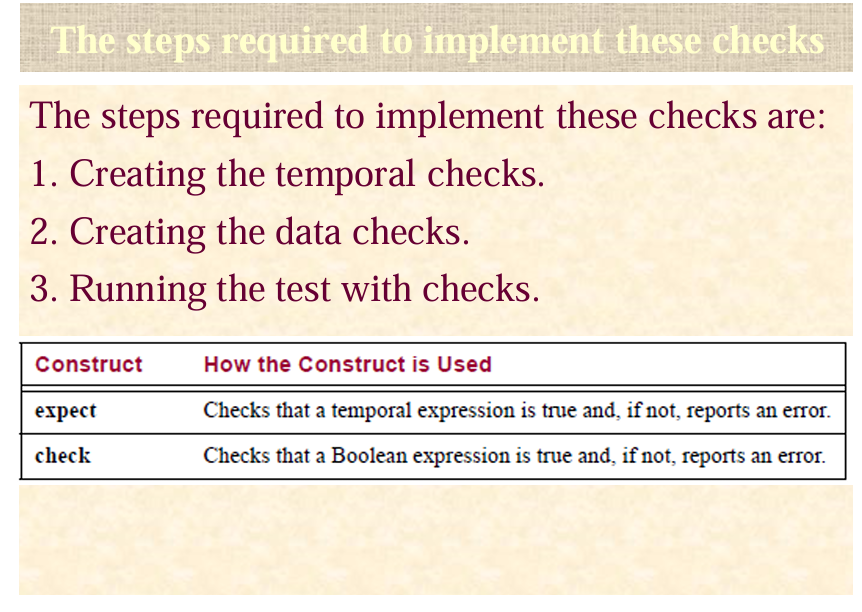 The steps required to implement these checks
The steps required to implement these checks are:
1. Creating the temporal checks.
2. Creating the data checks.
3. Running the test with checks.
Construct How the Construct is Used
expect Checks that a temporal expression is true and, if not, reports an error.
check Checks that a Boolean expression is true and, if not, reports an error.